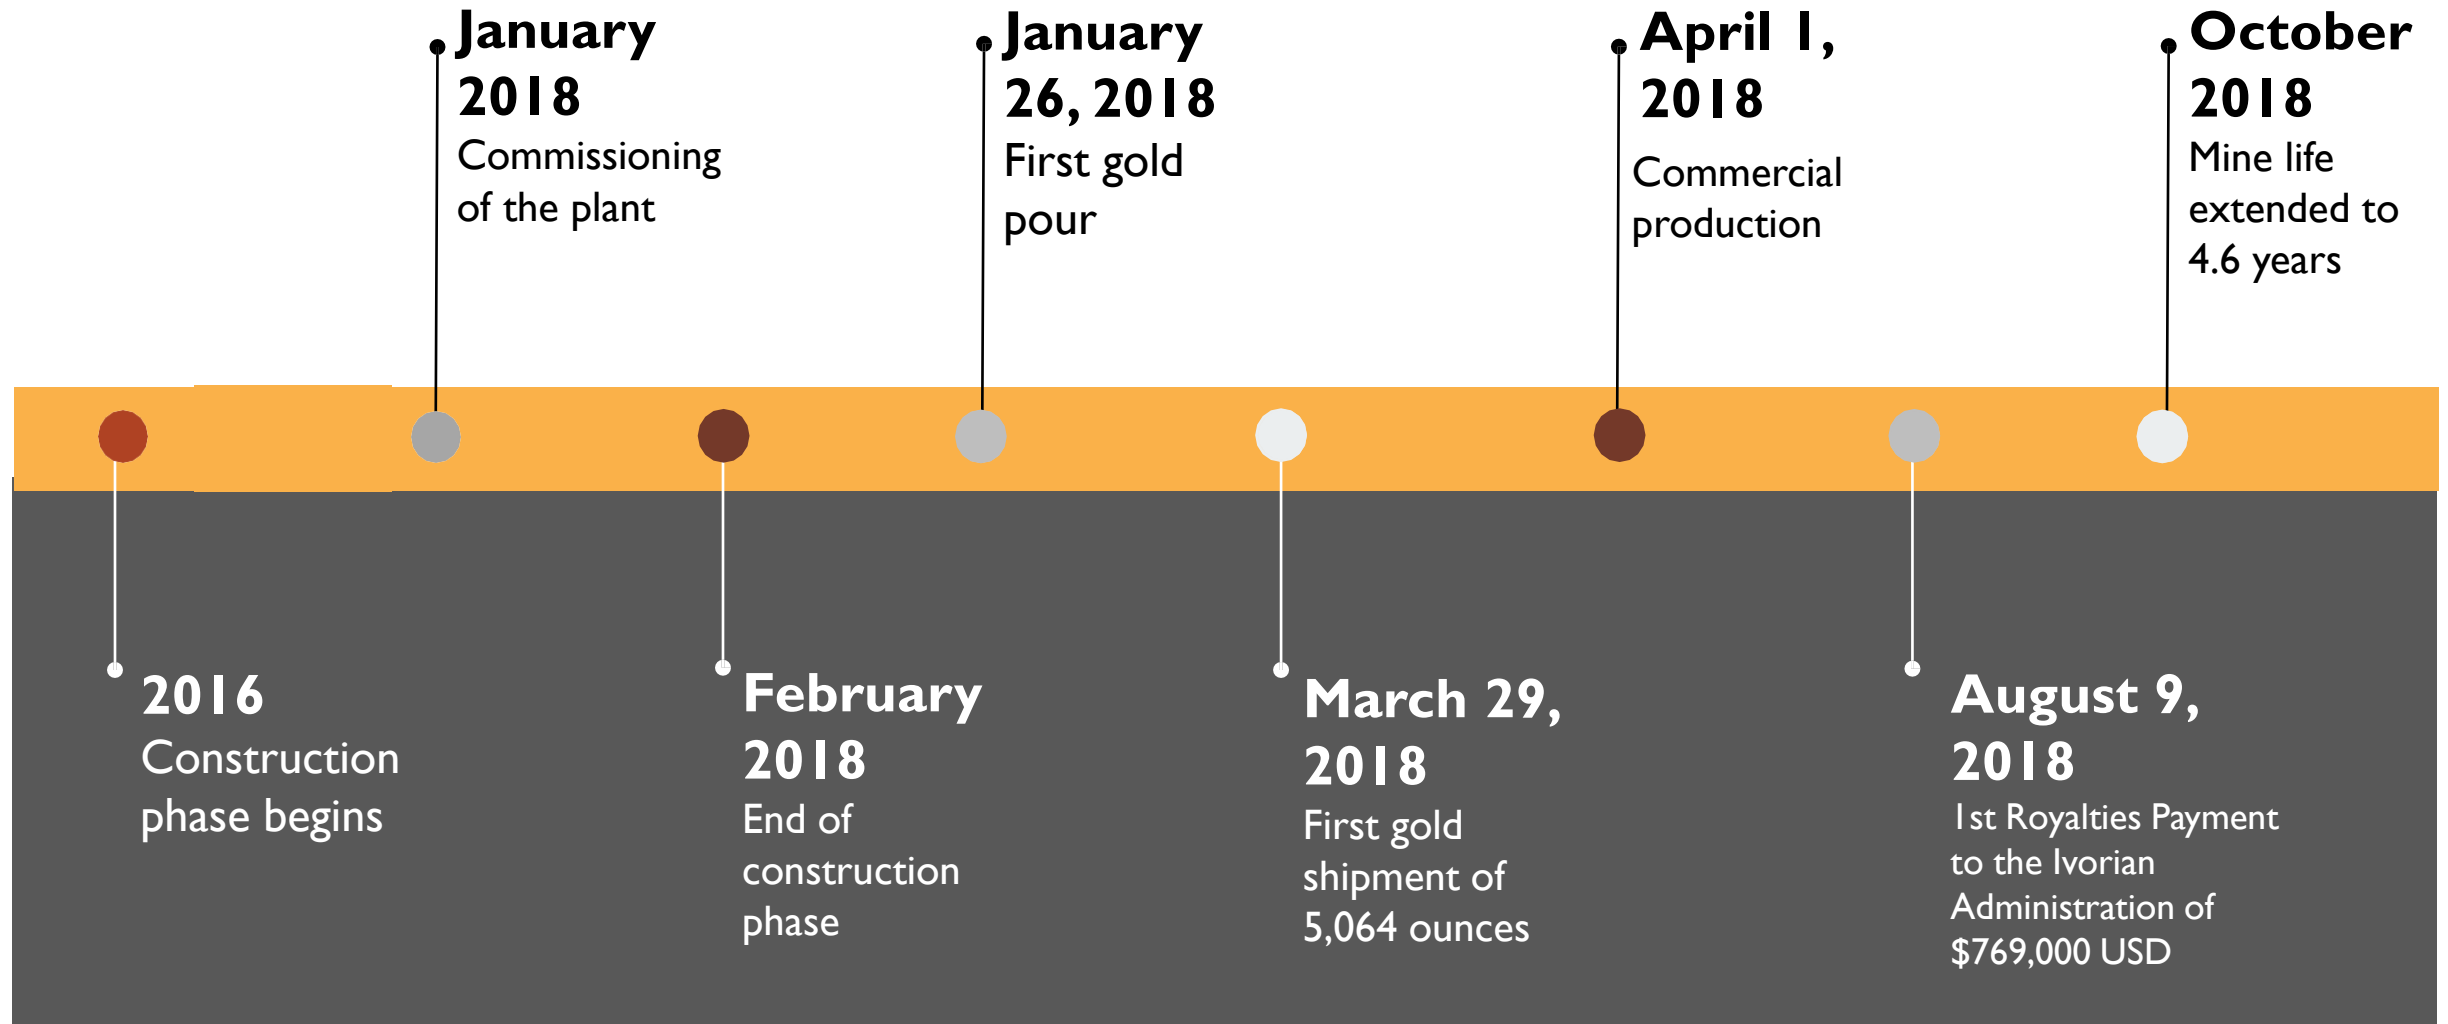 January
2018
Commissioning
of the plant
January
26, 2018
First gold
pour
April 1,
2018
Commercial
production
October
2018
Mine life
extended to
4.6 years
2016
Construction
phase begins
February
2018
End of
construction
phase
March 29,
2018
First gold
shipment of
5,064 ounces
August 9,
2018
1st Royalties Payment
to the Ivorian
Administration of
$769,000 USD